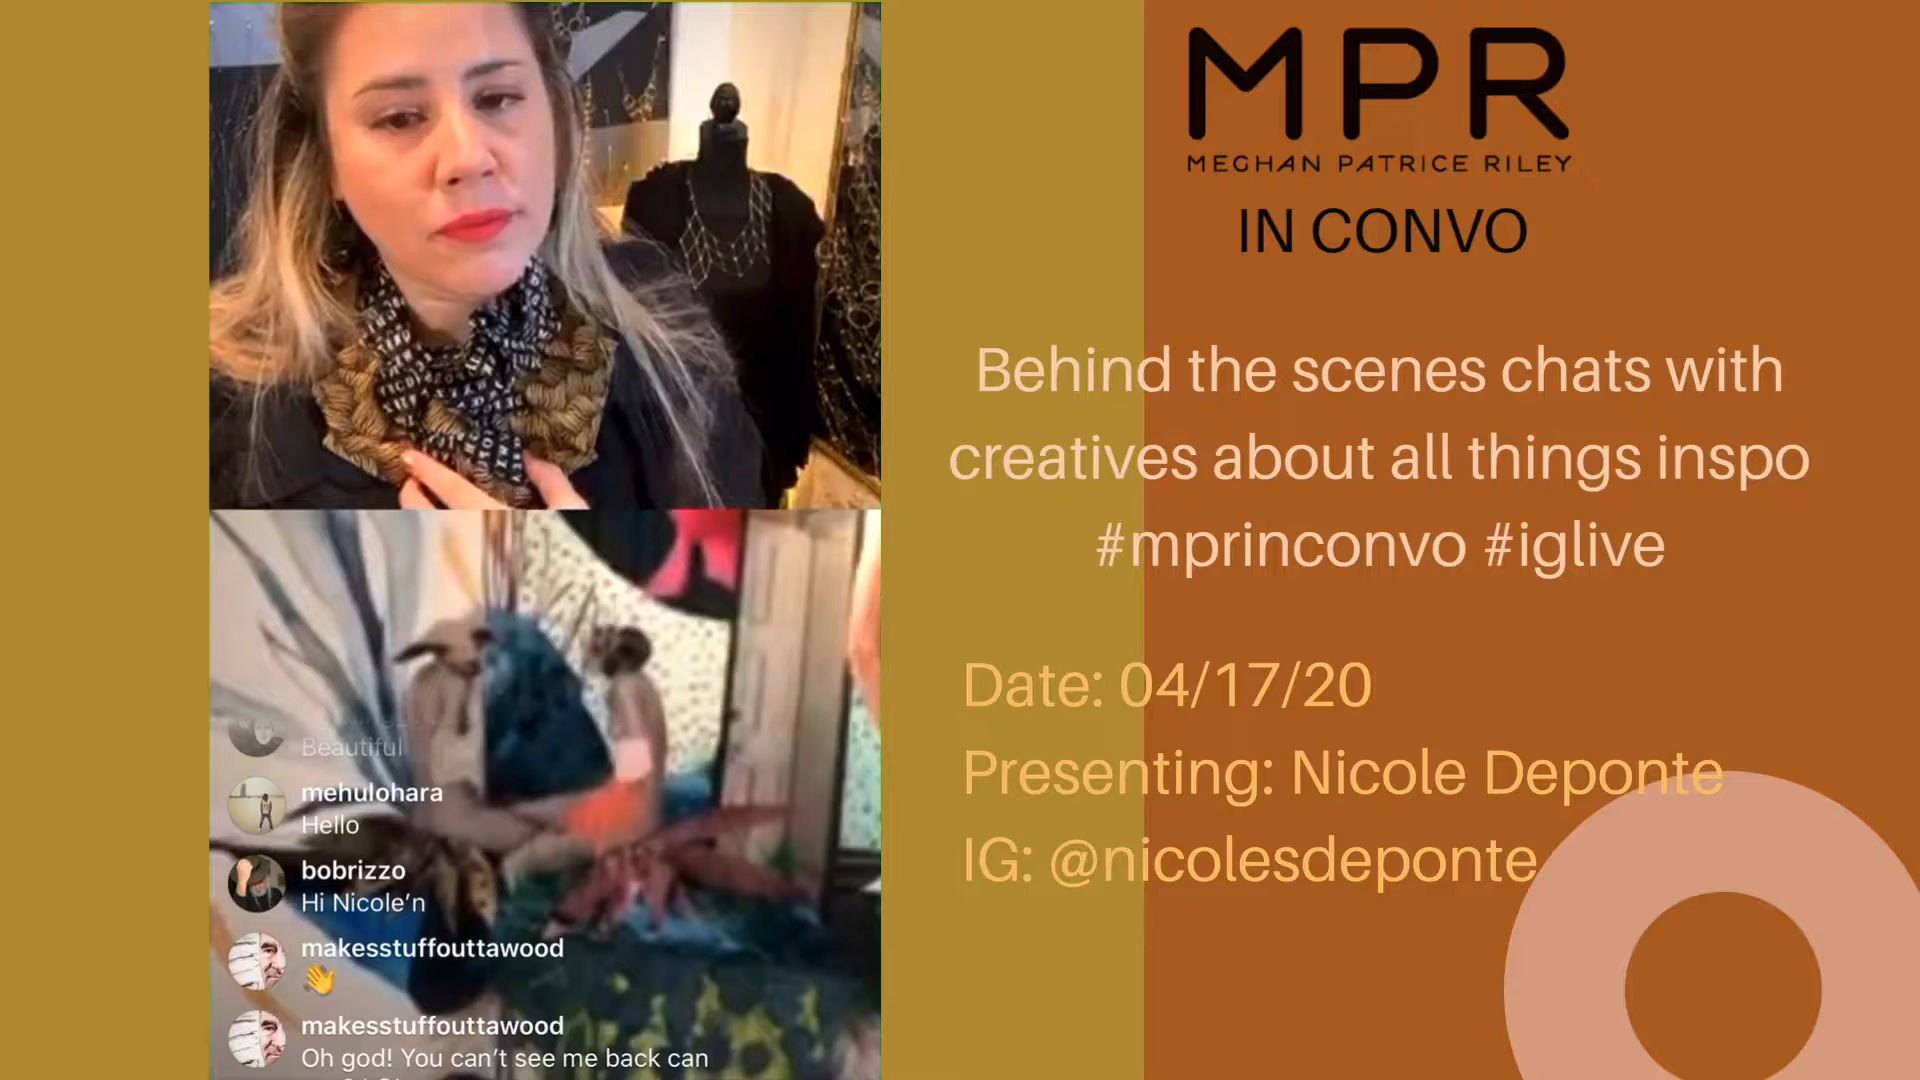 MPR
MEGHAN PATRICE RILEY
IN CONVO
Behind the scenes chats with
creatives about all things inspo
#mprinconvo #iglive
Date: 04/17/20
Presenting: Nicole Deponte
IG: @nicolesdeponte
Beautiful
mehulohara
Hello
bobrizzo
Hi Nicole’n
makesstuffouttawood
👋
makesstuffouttawood
Oh god! You can’t see me back can